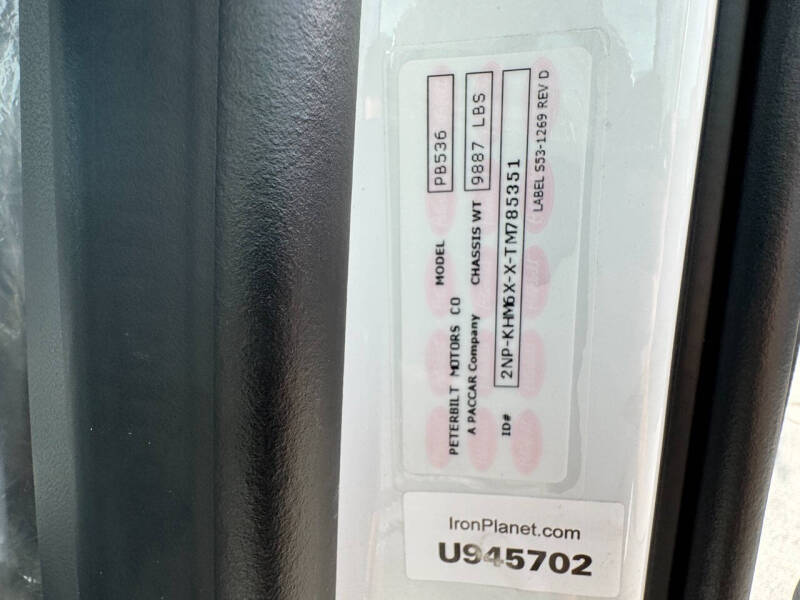 PETERBILT MOTORS CO MODEL PB536
A PACCAR Company CHASSIS WT 9887 LBS
ID# 2NP-KHM6X-X-TM785351
LABEL S53-1269 REV D
IronPlanet.com
U945702